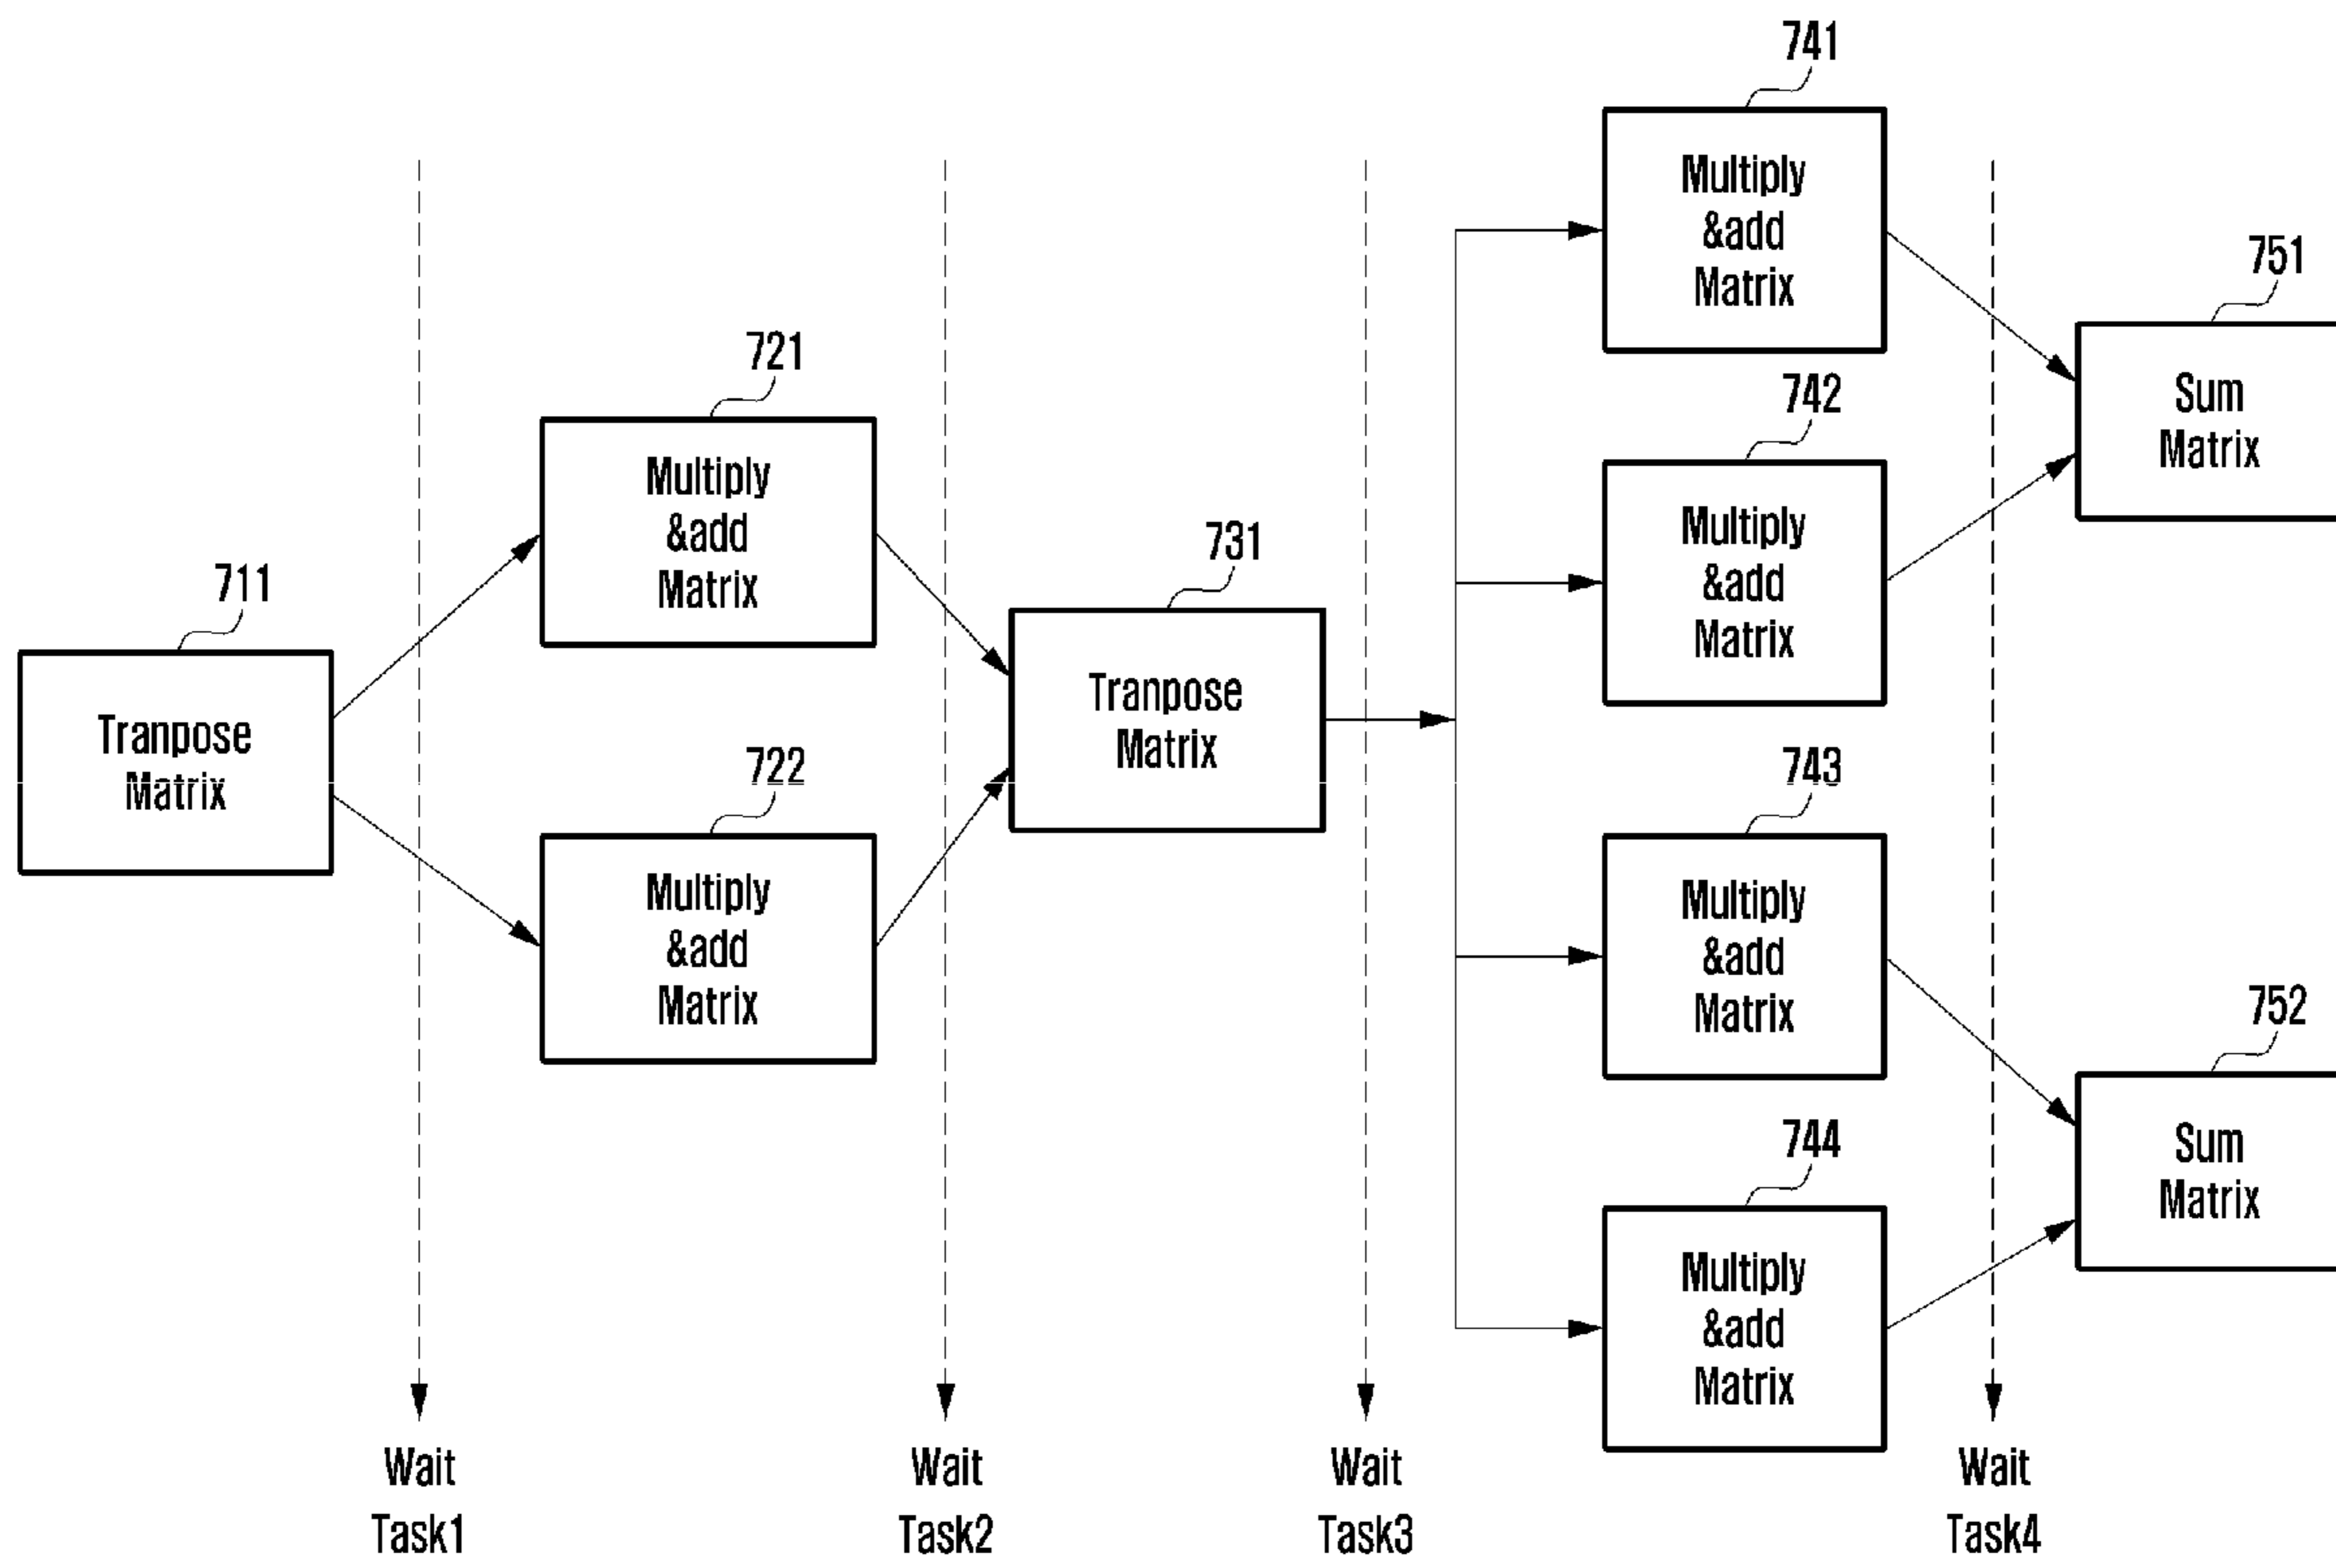 711
Tranpose
Matrix
721
Multiply
&add
Matrix
722
Multiply
&add
Matrix
731
Tranpose
Matrix
741
Multiply
&add
Matrix
742
Multiply
&add
Matrix
743
Multiply
&add
Matrix
744
Multiply
&add
Matrix
751
Sum
Matrix
752
Sum
Matrix
Wait
Task1
Wait
Task2
Wait
Task3
Wait
Task4